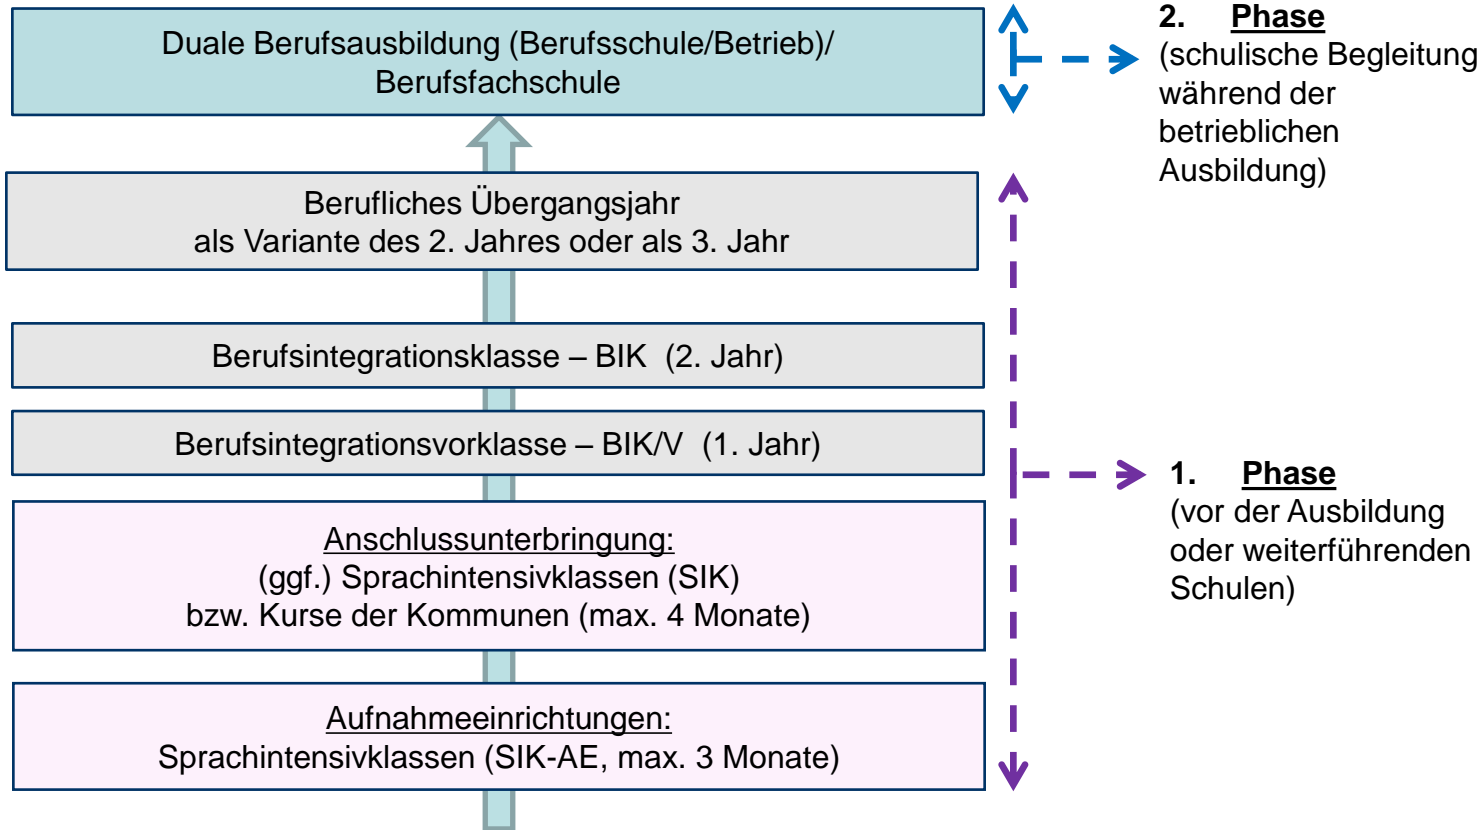 Duale Berufsausbildung (Berufsschule/Betrieb)/
Berufsfachschule
2. Phase
(schulische Begleitung
während der
betrieblichen
Ausbildung)
Berufliches Übergangsjahr
als Variante des 2. Jahres oder als 3. Jahr
Berufsintegrationsklasse – BIK (2. Jahr)
Berufsintegrationsvorklasse – BIK/V (1. Jahr)
1. Phase
(vor der Ausbildung
oder weiterführenden
Schulen)
Anschlussunterbringung:
(ggf.) Sprachintensivklassen (SIK)
bzw. Kurse der Kommunen (max. 4 Monate)
Aufnahmeeinrichtungen:
Sprachintensivklassen (SIK-AE, max. 3 Monate)